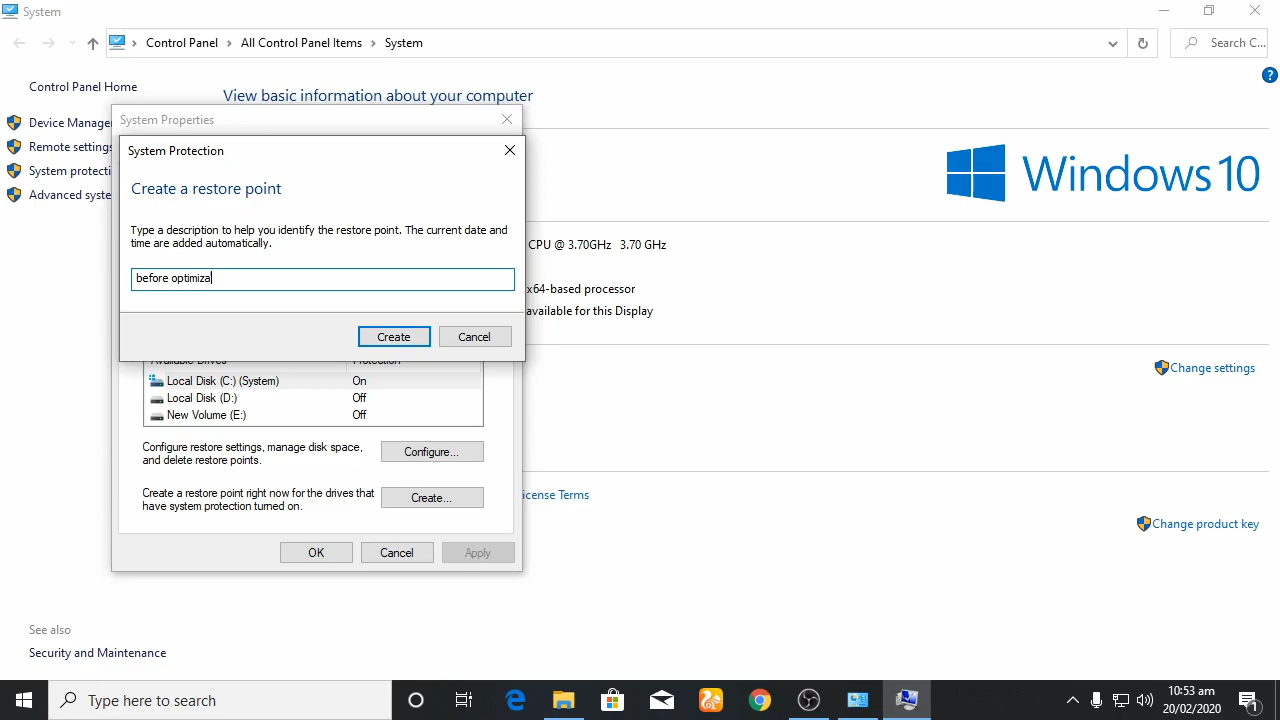 System
Control Panel
All Control Panel Items
System
Search C...
?
Control Panel Home
View basic information about your computer
Device Manage
Remote settings
System protecti
Advanced syste
System Properties
System Protection
Create a restore point
Type a description to help you identify the restore point. The current date and
time are added automatically.
before optimiza
Create
Cancel
Windows 10
CPU @ 3.70GHz 3.70 GHz
x64-based processor
available for this Display
Change settings
Available Drives
Protection
Local Disk (C:) (System)
On
Local Disk (D:)
Off
New Volume (E:)
Off
Configure restore settings, manage disk space,
and delete restore points.
Configure...
Create a restore point right now for the drives that
have system protection turned on.
Create...
icense Terms
Change product key
OK
Cancel
Apply
See also
Security and Maintenance
Type here to search
10:53 am
20/02/2020
1